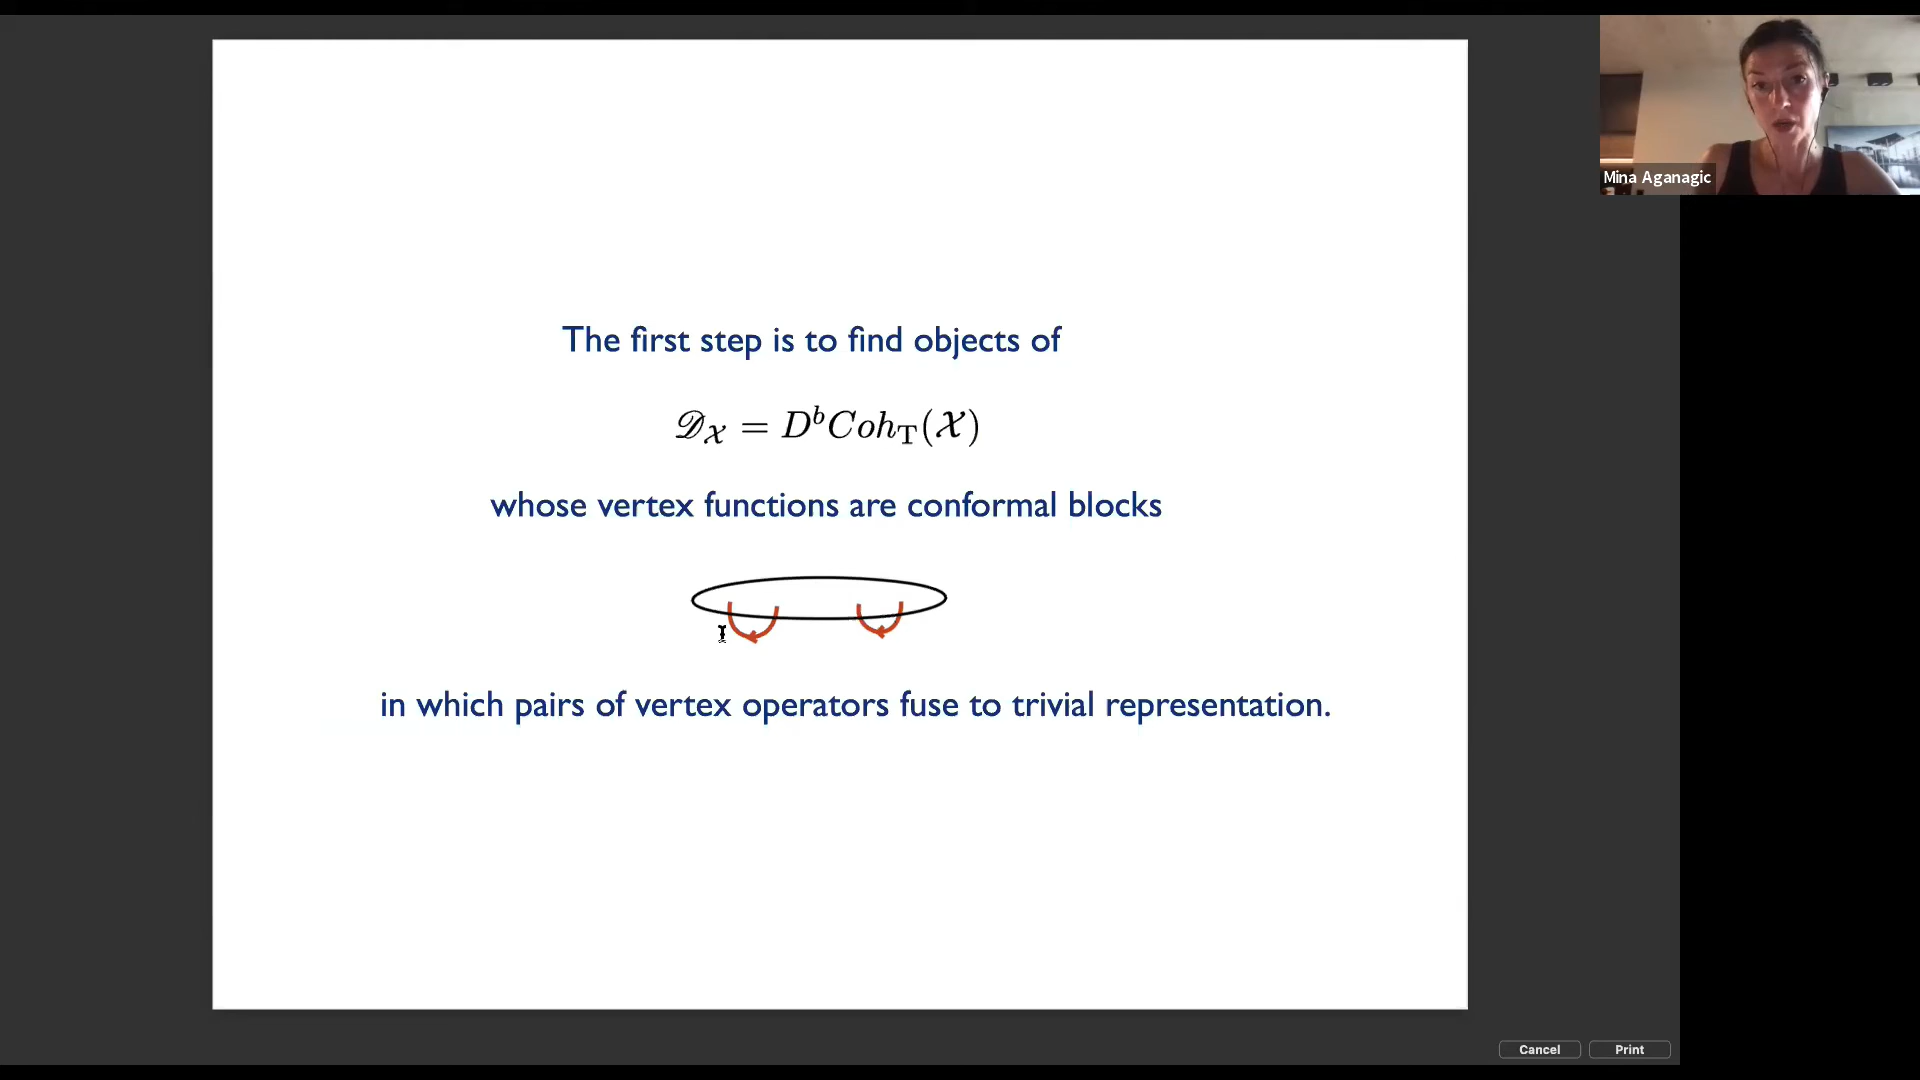 Mina Aganagic
The first step is to find objects of
𝒟_𝒳 = D^b Coh_T(𝒳)
whose vertex functions are conformal blocks
in which pairs of vertex operators fuse to trivial representation.
Cancel Print